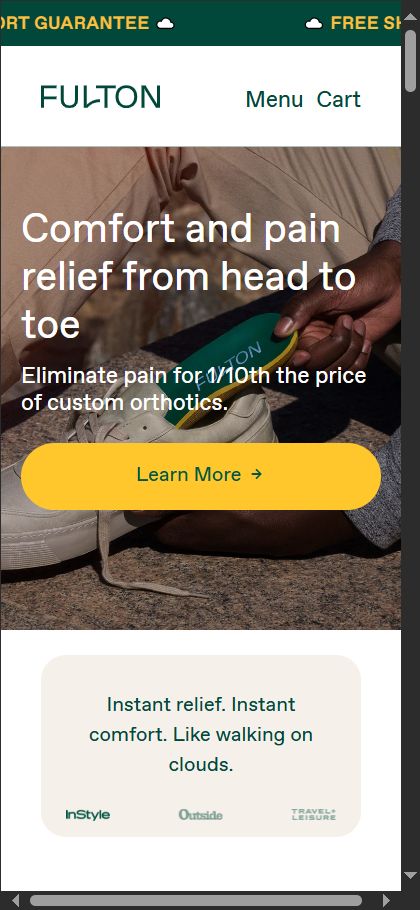 ORT GUARANTEE ☁️ ☁️ FREE SH
FULTON
Menu Cart
Comfort and pain
relief from head to
toe
FULTON
Eliminate pain for 1/10th the price
of custom orthotics.
Learn More →
Instant relief. Instant
comfort. Like walking on
clouds.
InStyle Outside TRAVEL+
LEISURE